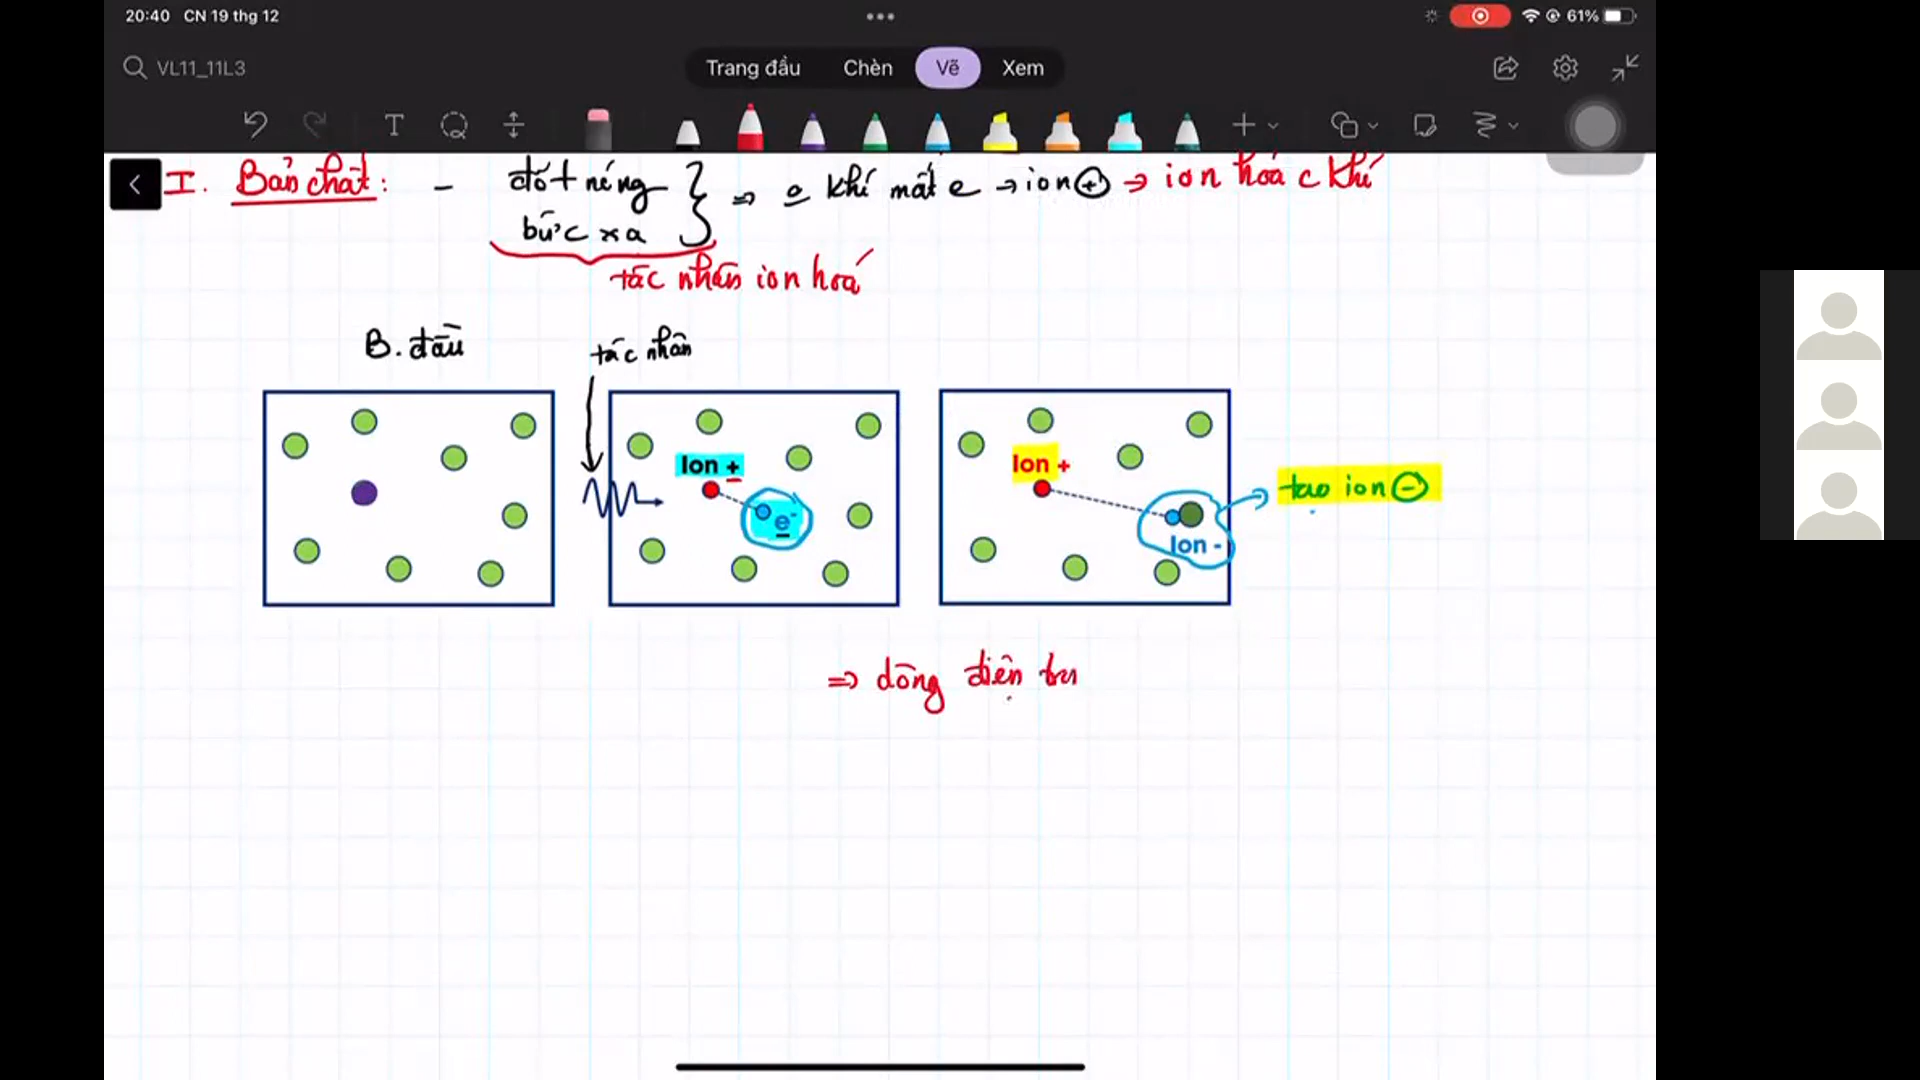 20:40 CN 19 thg 12
61%
VL11_11L3
Trang đầu Chèn Vẽ Xem
I. Bản chất: - đốt nóng
bức xạ
=> e khí mất e → ion ⊕ → ion hoá c khí
tác nhân ion hoá
B. đầu
tác nhân
Ion +
e-
Ion +
Ion -
tạo ion ⊖
=> dòng điện tr